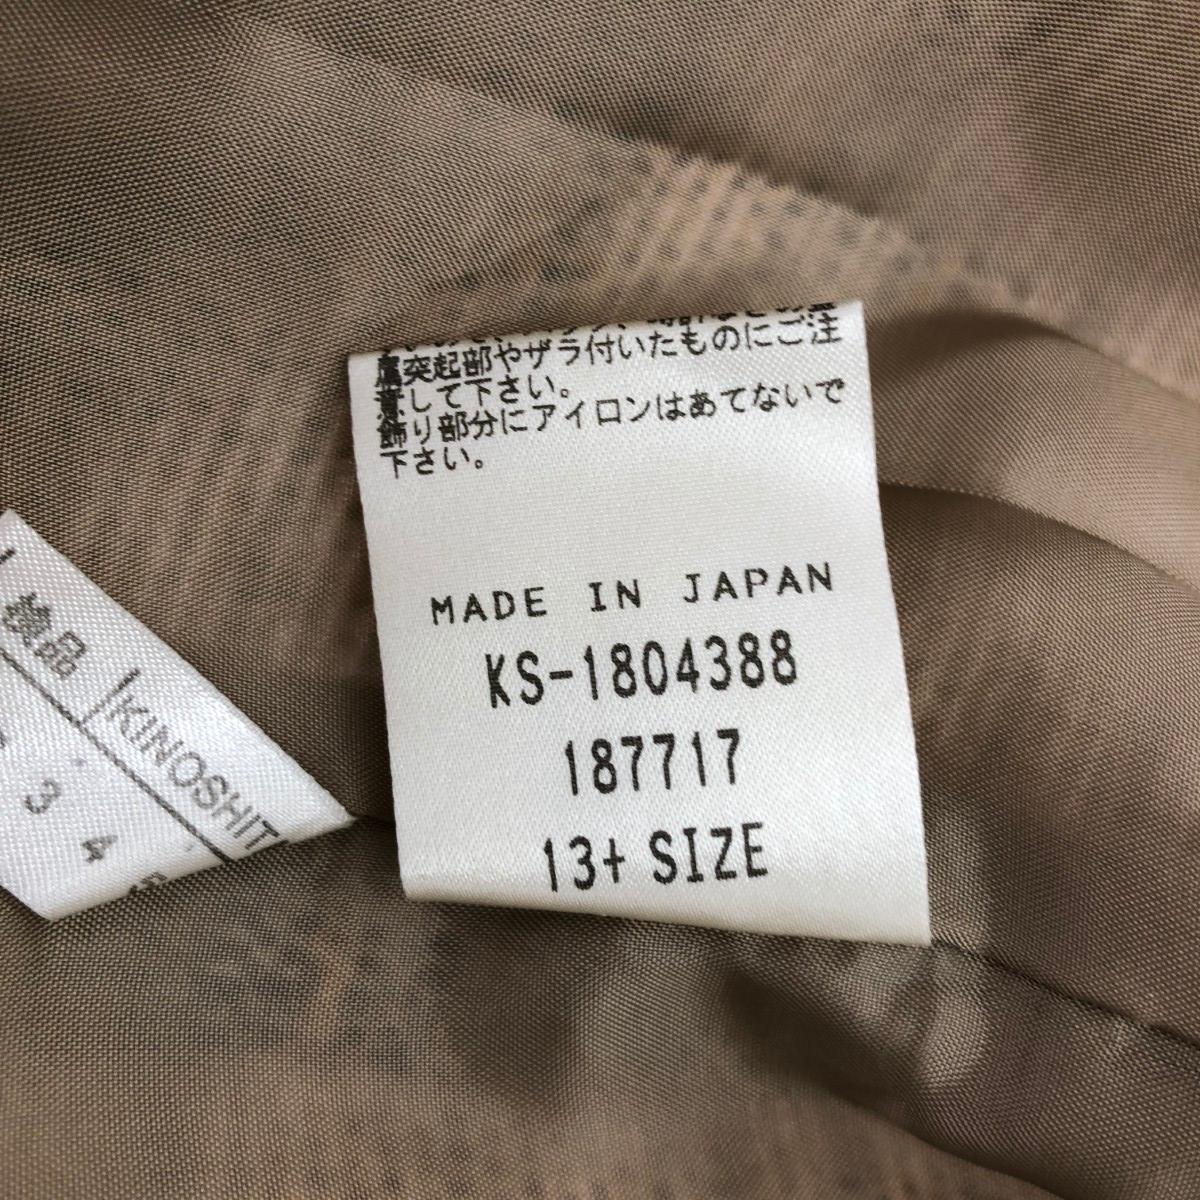 属突起部やザラ付いたものにご注
意して下さい。
飾り部分にアイロンはあてないで
下さい。
MADE IN JAPAN
KS-1804388
187717
13+ SIZE
検品 KINOSHIT
3 4